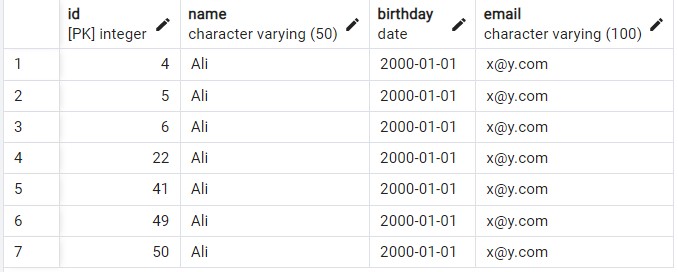 id name birthday email
[PK] integer character varying (50) date character varying (100)
1 4 Ali 2000-01-01 x@y.com
2 5 Ali 2000-01-01 x@y.com
3 6 Ali 2000-01-01 x@y.com
4 22 Ali 2000-01-01 x@y.com
5 41 Ali 2000-01-01 x@y.com
6 49 Ali 2000-01-01 x@y.com
7 50 Ali 2000-01-01 x@y.com